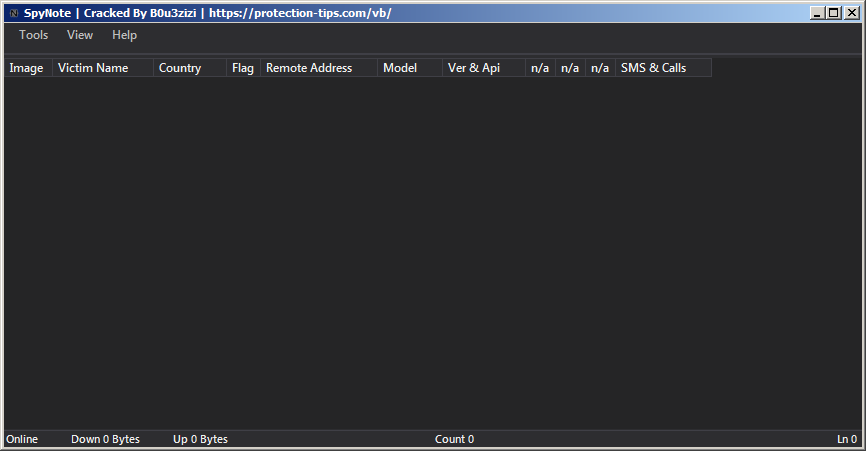 SpyNote | Cracked By B0u3zizi | https://protection-tips.com/vb/
Tools View Help
Image Victim Name Country Flag Remote Address Model Ver & Api n/a n/a n/a SMS & Calls
Online Down 0 Bytes Up 0 Bytes Count 0 Ln 0